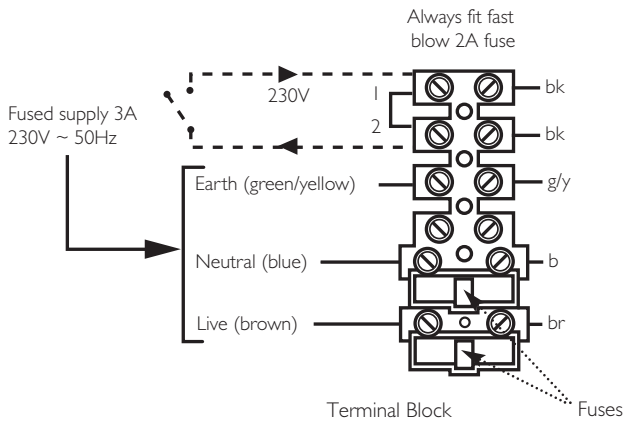 Always fit fast
blow 2A fuse
230V
1
bk
Fused supply 3A
230V ~ 50Hz
2
bk
Earth (green/yellow)
g/y
Neutral (blue)
b
Live (brown)
br
Terminal Block
Fuses